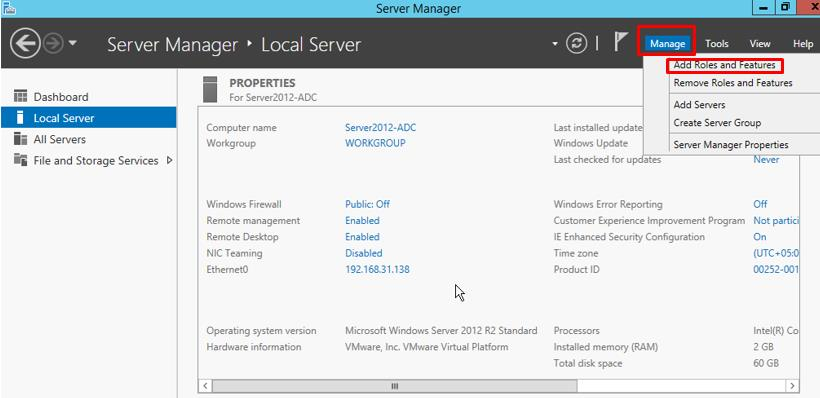 Server Manager
Server Manager ‣ Local Server
Manage Tools View Help
Add Roles and Features
Remove Roles and Features
Add Servers
Create Server Group
Server Manager Properties
Dashboard
Local Server
All Servers
File and Storage Services
PROPERTIES
For Server2012-ADC
Computer name Server2012-ADC Last installed update
Workgroup WORKGROUP Windows Update
Last checked for updates Never
Windows Firewall Public: Off Windows Error Reporting Off
Remote management Enabled Customer Experience Improvement Program Not partici
Remote Desktop Enabled IE Enhanced Security Configuration On
NIC Teaming Disabled Time zone (UTC+05:0
Ethernet0 192.168.31.138 Product ID 00252-001
Operating system version Microsoft Windows Server 2012 R2 Standard Processors Intel(R) Co
Hardware information VMware, Inc. VMware Virtual Platform Installed memory (RAM) 2 GB
Total disk space 60 GB